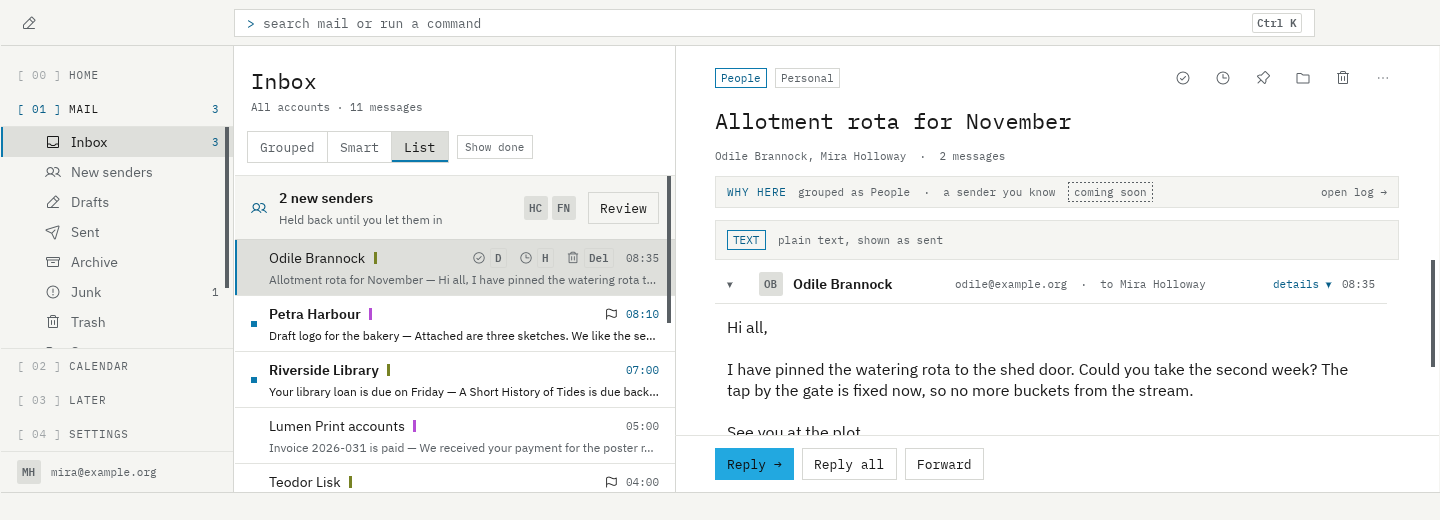 > search mail or run a command Ctrl K
[ 00 ] HOME
[ 01 ] MAIL 3
Inbox 3
New senders
Drafts
Sent
Archive
Junk 1
Trash
[ 02 ] CALENDAR
[ 03 ] LATER
[ 04 ] SETTINGS
MH mira@example.org
Inbox
All accounts · 11 messages
Grouped Smart List Show done
2 new senders
Held back until you let them in
HC FN Review
Odile Brannock D H Del 08:35
Allotment rota for November — Hi all, I have pinned the watering rota t…
Petra Harbour 08:10
Draft logo for the bakery — Attached are three sketches. We like the se…
Riverside Library 07:00
Your library loan is due on Friday — A Short History of Tides is due back…
Lumen Print accounts 05:00
Invoice 2026-031 is paid — We received your payment for the poster r…
Teodor Lisk 04:00
People Personal ···
Allotment rota for November
Odile Brannock, Mira Holloway · 2 messages
WHY HERE grouped as People · a sender you know coming soon open log →
TEXT plain text, shown as sent
▼ OB Odile Brannock odile@example.org · to Mira Holloway details ▼ 08:35
Hi all,
I have pinned the watering rota to the shed door. Could you take the second week? The
tap by the gate is fixed now, so no more buckets from the stream.
See you at the plot
Reply → Reply all Forward